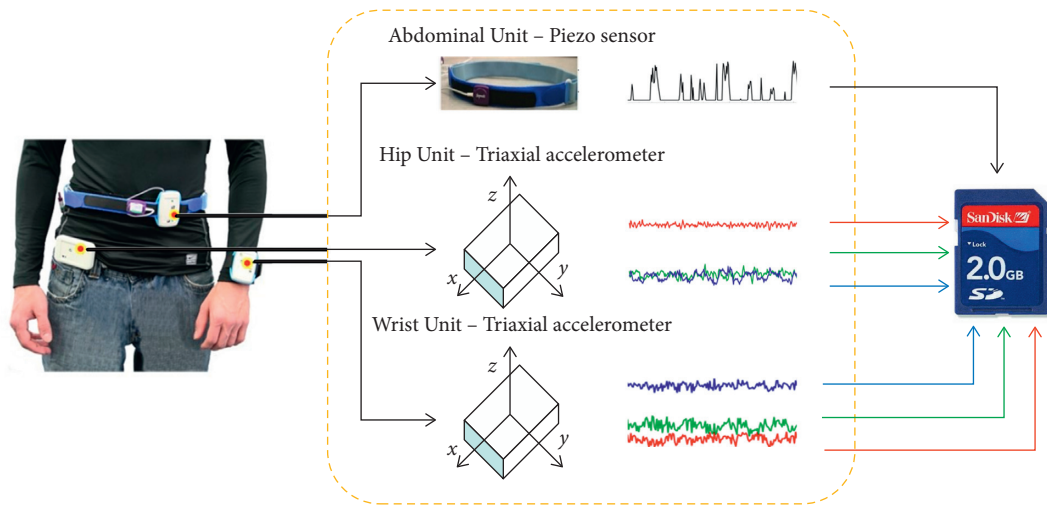 Abdominal Unit – Piezo sensor
Hip Unit – Triaxial accelerometer
z
x
y
Wrist Unit – Triaxial accelerometer
z
x
y
SanDisk
Lock
2.0GB
SD